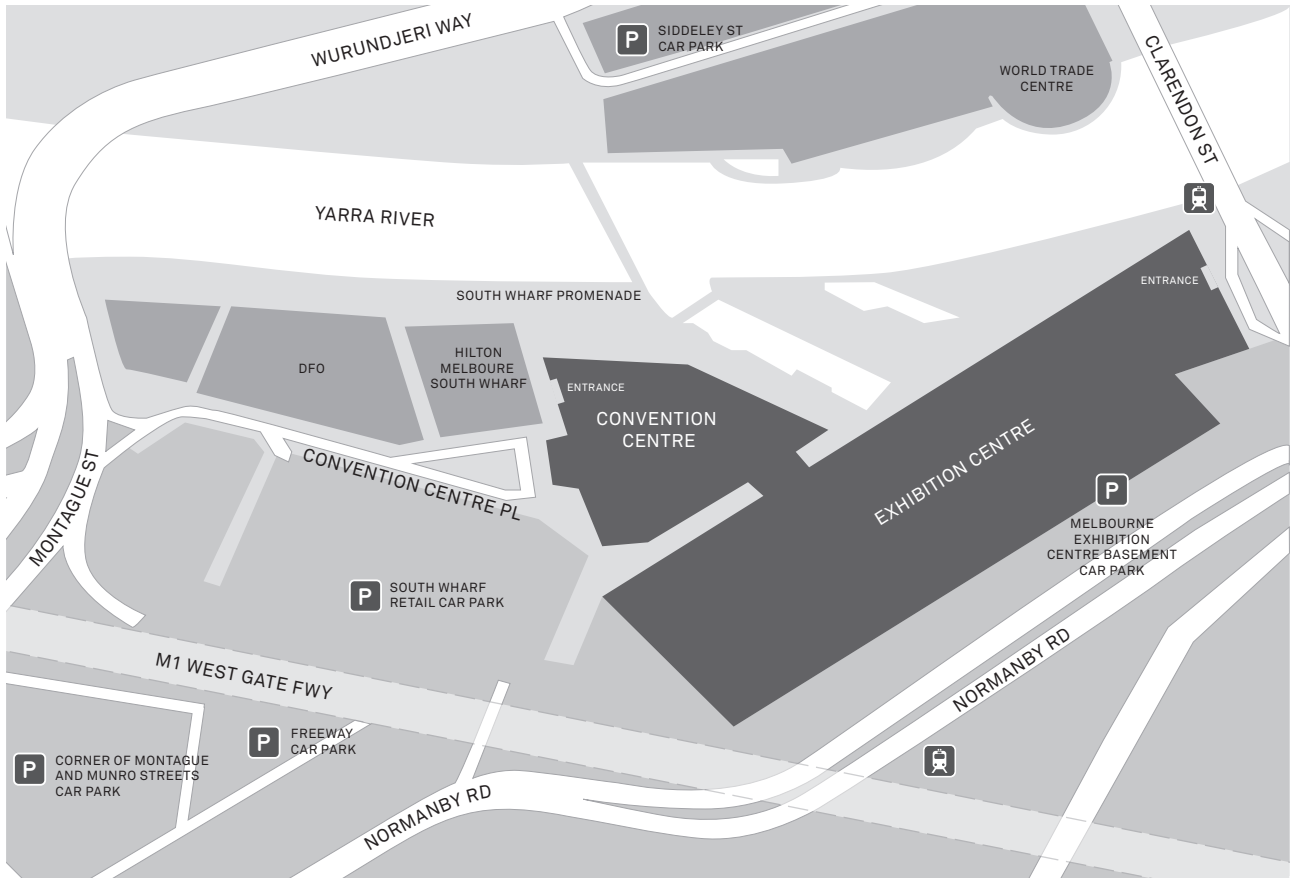 WURUNDJERI WAY
P
SIDDELEY ST
CAR PARK
WORLD TRADE
CENTRE
CLARENDON ST
YARRA RIVER
SOUTH WHARF PROMENADE
ENTRANCE
DFO
HILTON
MELBOURE
SOUTH WHARF
ENTRANCE
CONVENTION
CENTRE
EXHIBITION CENTRE
CONVENTION CENTRE PL
MONTAGUE ST
P
MELBOURNE
EXHIBITION
CENTRE BASEMENT
CAR PARK
P
SOUTH WHARF
RETAIL CAR PARK
M1 WEST GATE FWY
NORMANBY RD
P
FREEWAY
CAR PARK
P
CORNER OF MONTAGUE
AND MUNRO STREETS
CAR PARK
NORMANBY RD